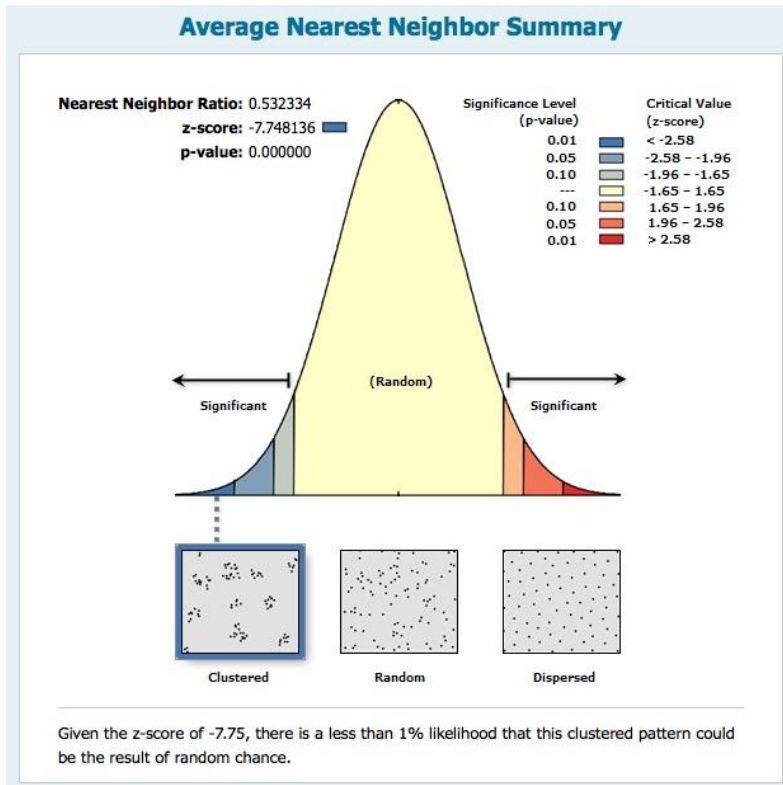 Average Nearest Neighbor Summary
Nearest Neighbor Ratio: 0.532334
z-score: -7.748136
p-value: 0.000000
Significance Level (p-value)
Critical Value (z-score)
0.01 < -2.58
0.05 -2.58 – -1.96
0.10 -1.96 – -1.65
--- -1.65 – 1.65
0.10 1.65 – 1.96
0.05 1.96 – 2.58
0.01 > 2.58
Significant
(Random)
Significant
Clustered
Random
Dispersed
Given the z-score of -7.75, there is a less than 1% likelihood that this clustered pattern could
be the result of random chance.